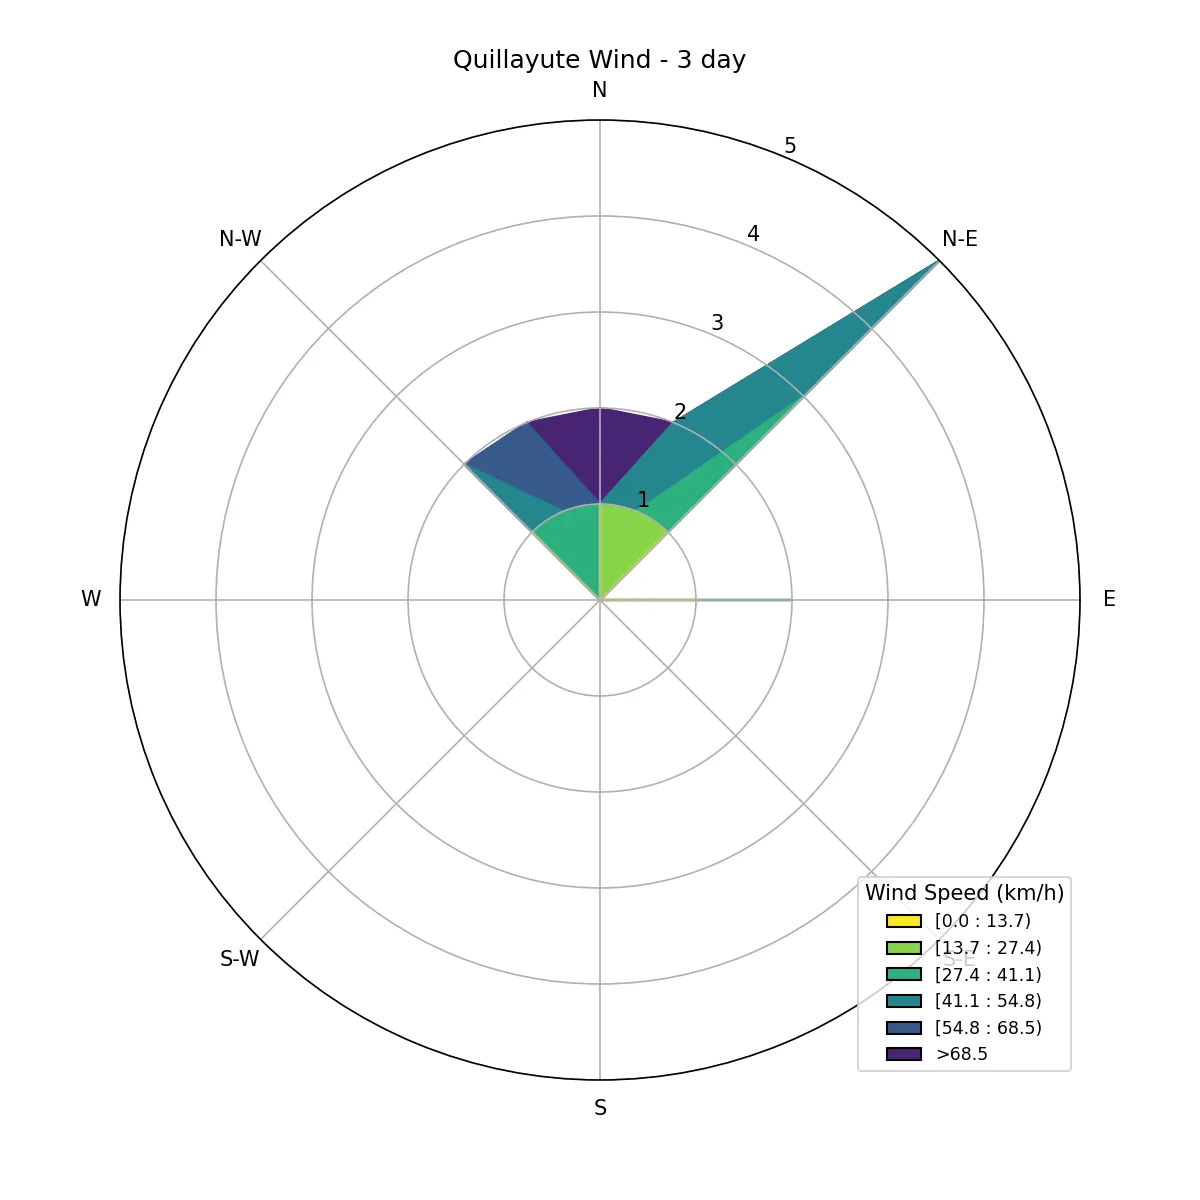 Quillayute Wind - 3 day
N
5
N-W
N-E
4
3
2
1
W
E
Wind Speed (km/h)
[0.0 : 13.7)
[13.7 : 27.4)
S-W
S-E
[27.4 : 41.1)
[41.1 : 54.8)
[54.8 : 68.5)
>68.5
S